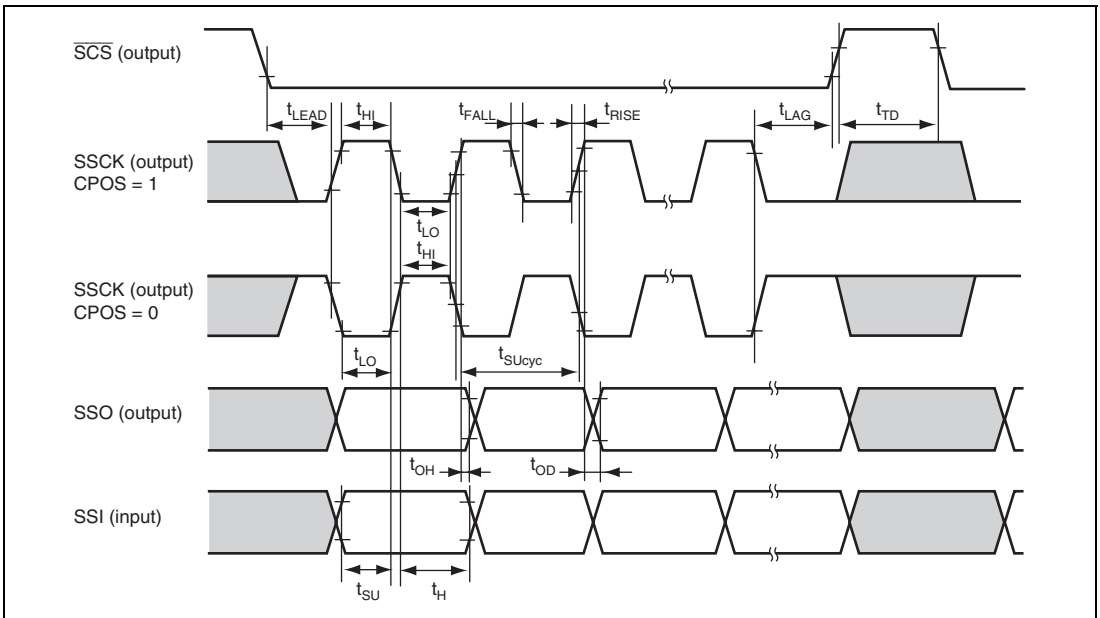 S̅C̅S̅ (output)
tLEAD tHI tFALL tRISE tLAG tTD
SSCK (output)
CPOS = 1
tLO
tHI
SSCK (output)
CPOS = 0
tLO tSUcyc
SSO (output)
tOH tOD
SSI (input)
tSU tH